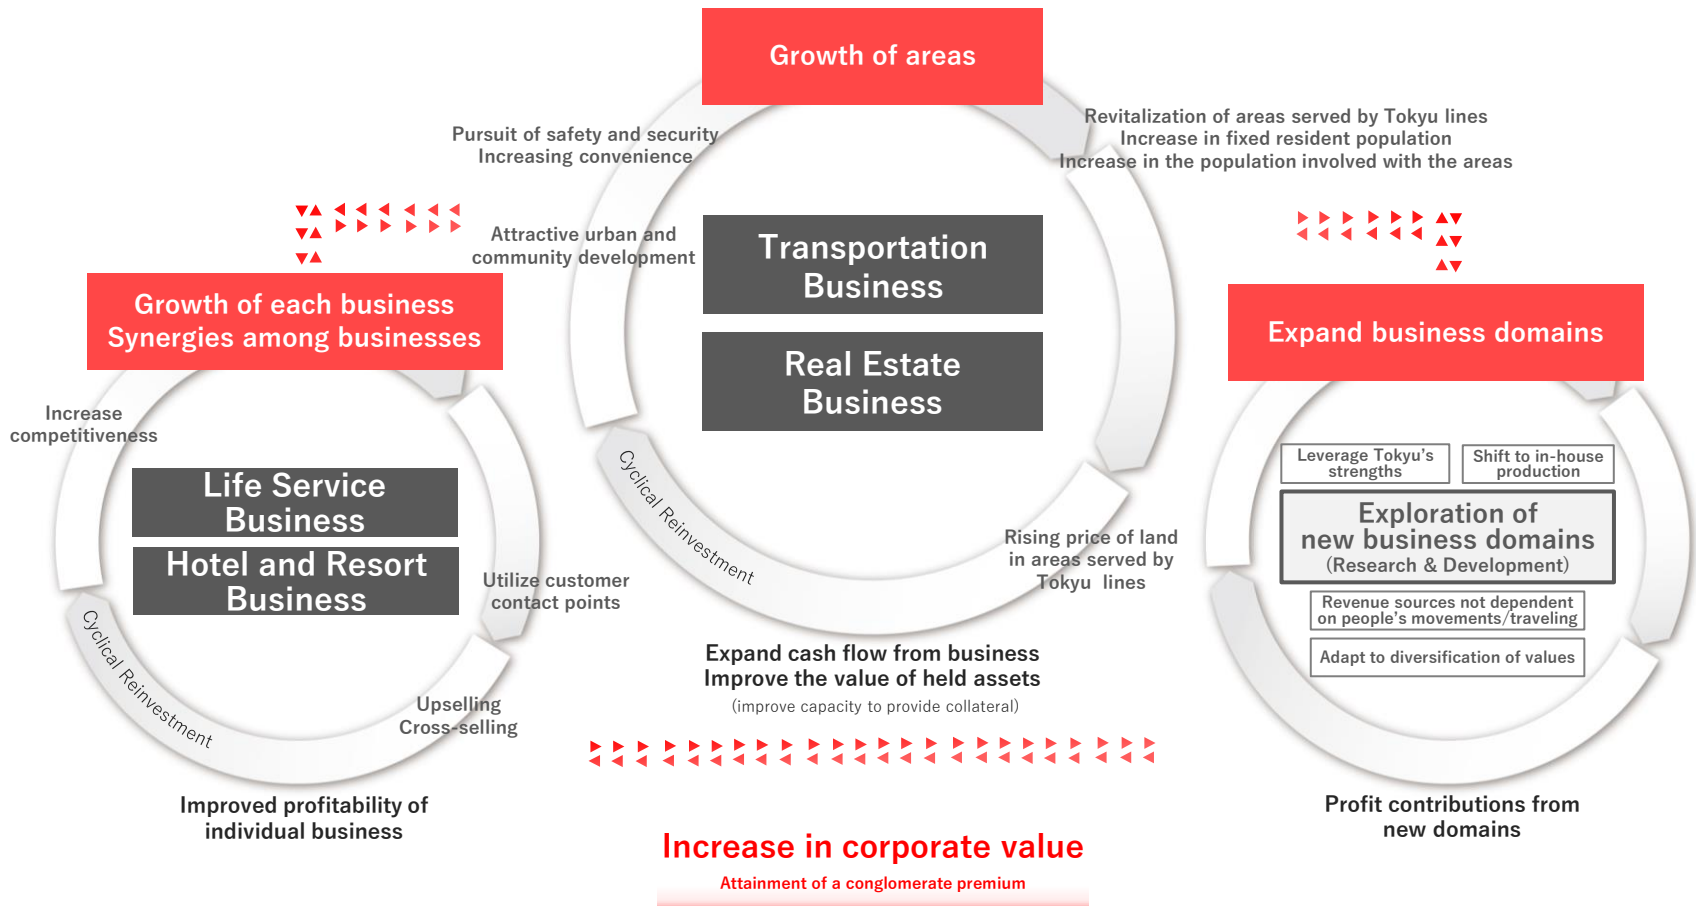 Growth of areas
Pursuit of safety and security
Increasing convenience
Attractive urban and
community development
Revitalization of areas served by Tokyu lines
Increase in fixed resident population
Increase in the population involved with the areas
Transportation
Business
Real Estate
Business
Cyclical Reinvestment
Rising price of land
in areas served by
Tokyu lines
Expand cash flow from business
Improve the value of held assets
(improve capacity to provide collateral)
Growth of each business
Synergies among businesses
Increase
competitiveness
Life Service
Business
Hotel and Resort
Business
Utilize customer
contact points
Cyclical Reinvestment
Upselling
Cross-selling
Improved profitability of
individual business
Expand business domains
Leverage Tokyu’s
strengths
Shift to in-house
production
Exploration of
new business domains
(Research & Development)
Revenue sources not dependent
on people’s movements/traveling
Adapt to diversification of values
Profit contributions from
new domains
Increase in corporate value
Attainment of a conglomerate premium